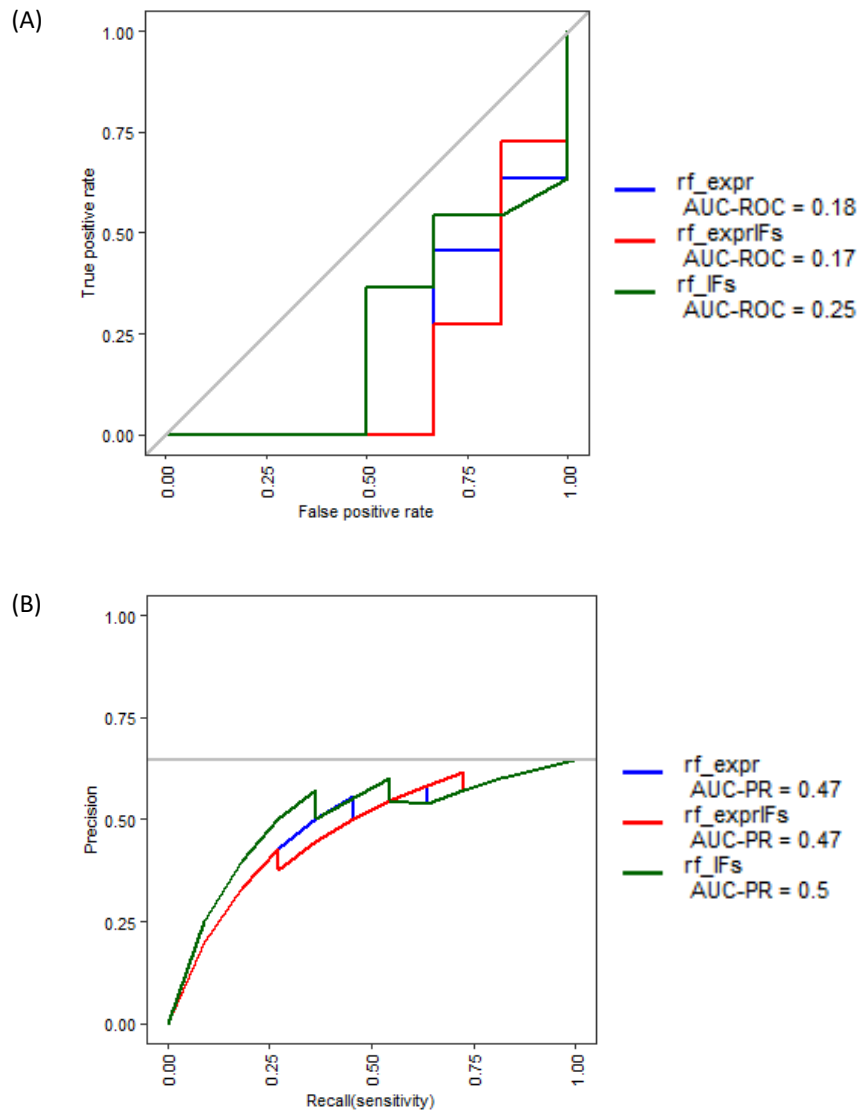 (A)
1.00
0.75
0.50
0.25
0.00
True positive rate
0.00
0.25
0.50
0.75
1.00
False positive rate
rf_expr
AUC-ROC = 0.18
rf_exprIFs
AUC-ROC = 0.17
rf_IFs
AUC-ROC = 0.25
(B)
1.00
0.75
0.50
0.25
0.00
Precision
0.00
0.25
0.50
0.75
1.00
Recall(sensitivity)
rf_expr
AUC-PR = 0.47
rf_exprIFs
AUC-PR = 0.47
rf_IFs
AUC-PR = 0.5